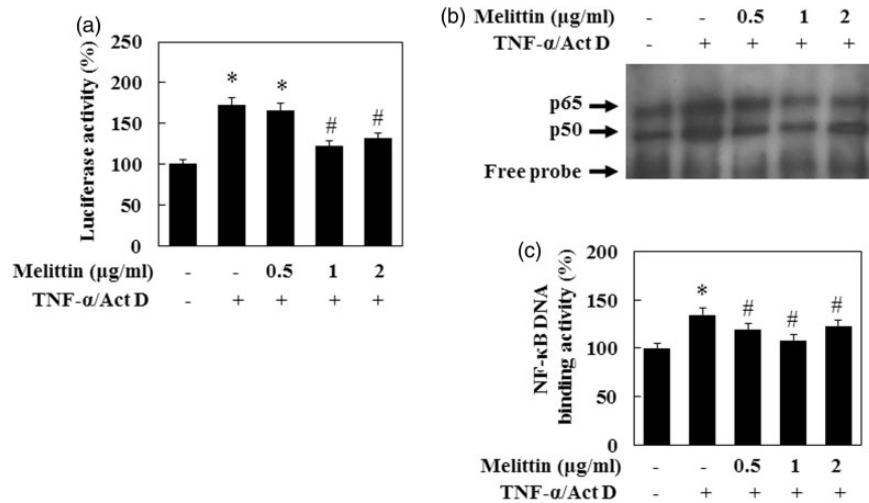 (a)
Luciferase activity (%)
250
200
150
100
50
0
* * # #
Melittin (μg/ml) - - 0.5 1 2
TNF-α/Act D - + + + +
(b)
Melittin (μg/ml) - - 0.5 1 2
TNF-α/Act D - + + + +
p65
p50
Free probe
(c)
NF-κB DNA
binding activity (%)
200
150
100
50
0
* # # #
Melittin (μg/ml) - - 0.5 1 2
TNF-α/Act D - + + + +